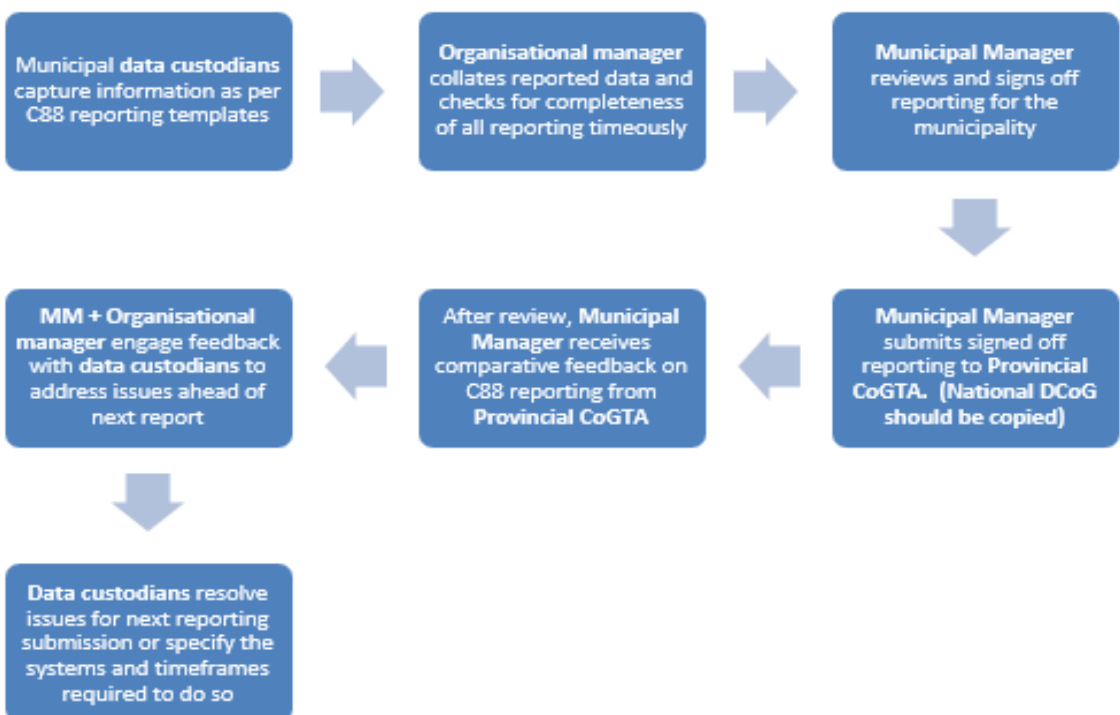 Municipal data custodians
capture information as per
C88 reporting templates
Organisational manager
collates reported data and
checks for completeness
of all reporting timeously
Municipal Manager
reviews and signs off
reporting for the
municipality
Municipal Manager
submits signed off
reporting to Provincial
CoGTA. (National DCoG
should be copied)
After review, Municipal
Manager receives
comparative feedback on
C88 reporting from
Provincial CoGTA
MM + Organisational
manager engage feedback
with data custodians to
address issues ahead of
next report
Data custodians resolve
issues for next reporting
submission or specify the
systems and timeframes
required to do so